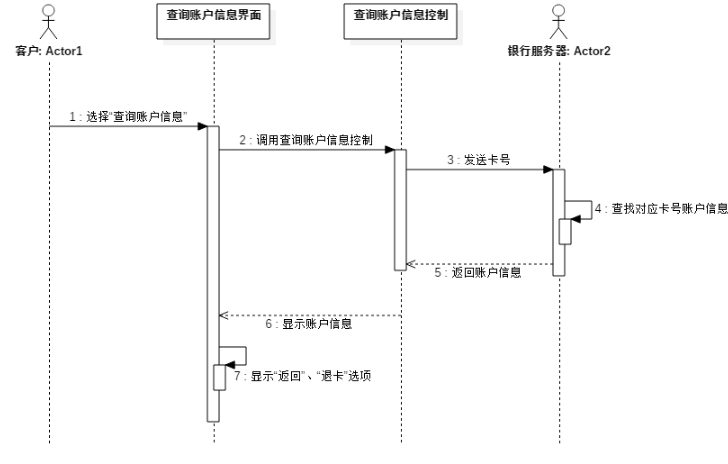 客户: Actor1
查询账户信息界面
查询账户信息控制
银行服务器: Actor2
1 : 选择“查询账户信息”
2 : 调用查询账户信息控制
3 : 发送卡号
4 : 查找对应卡号账户信息
5 : 返回账户信息
6 : 显示账户信息
7 : 显示“返回”、“退卡”选项